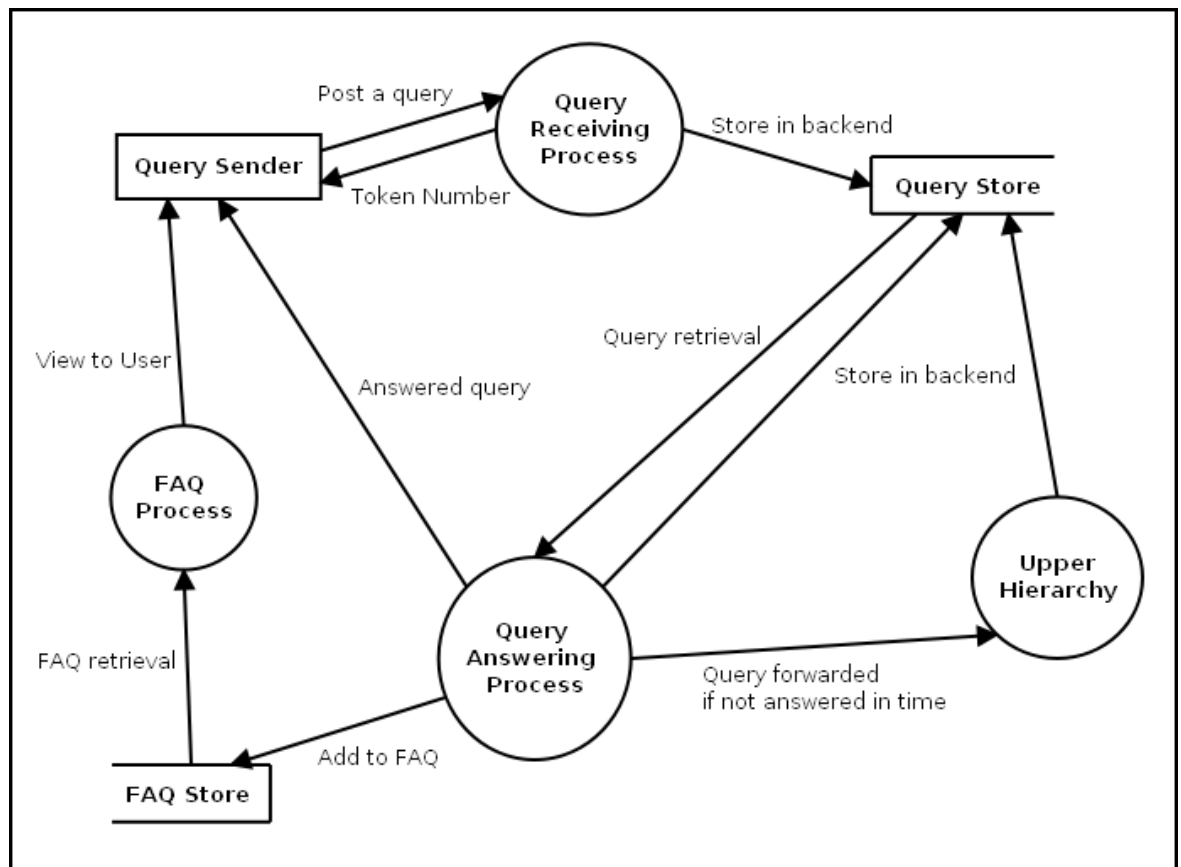 Post a query
Query
Receiving
Process
Store in backend
Query Sender
Token Number
Query Store
Query retrieval
View to User
Answered query
Store in backend
FAQ
Process
Upper
Hierarchy
Query
Answering
Process
FAQ retrieval
Query forwarded
if not answered in time
Add to FAQ
FAQ Store